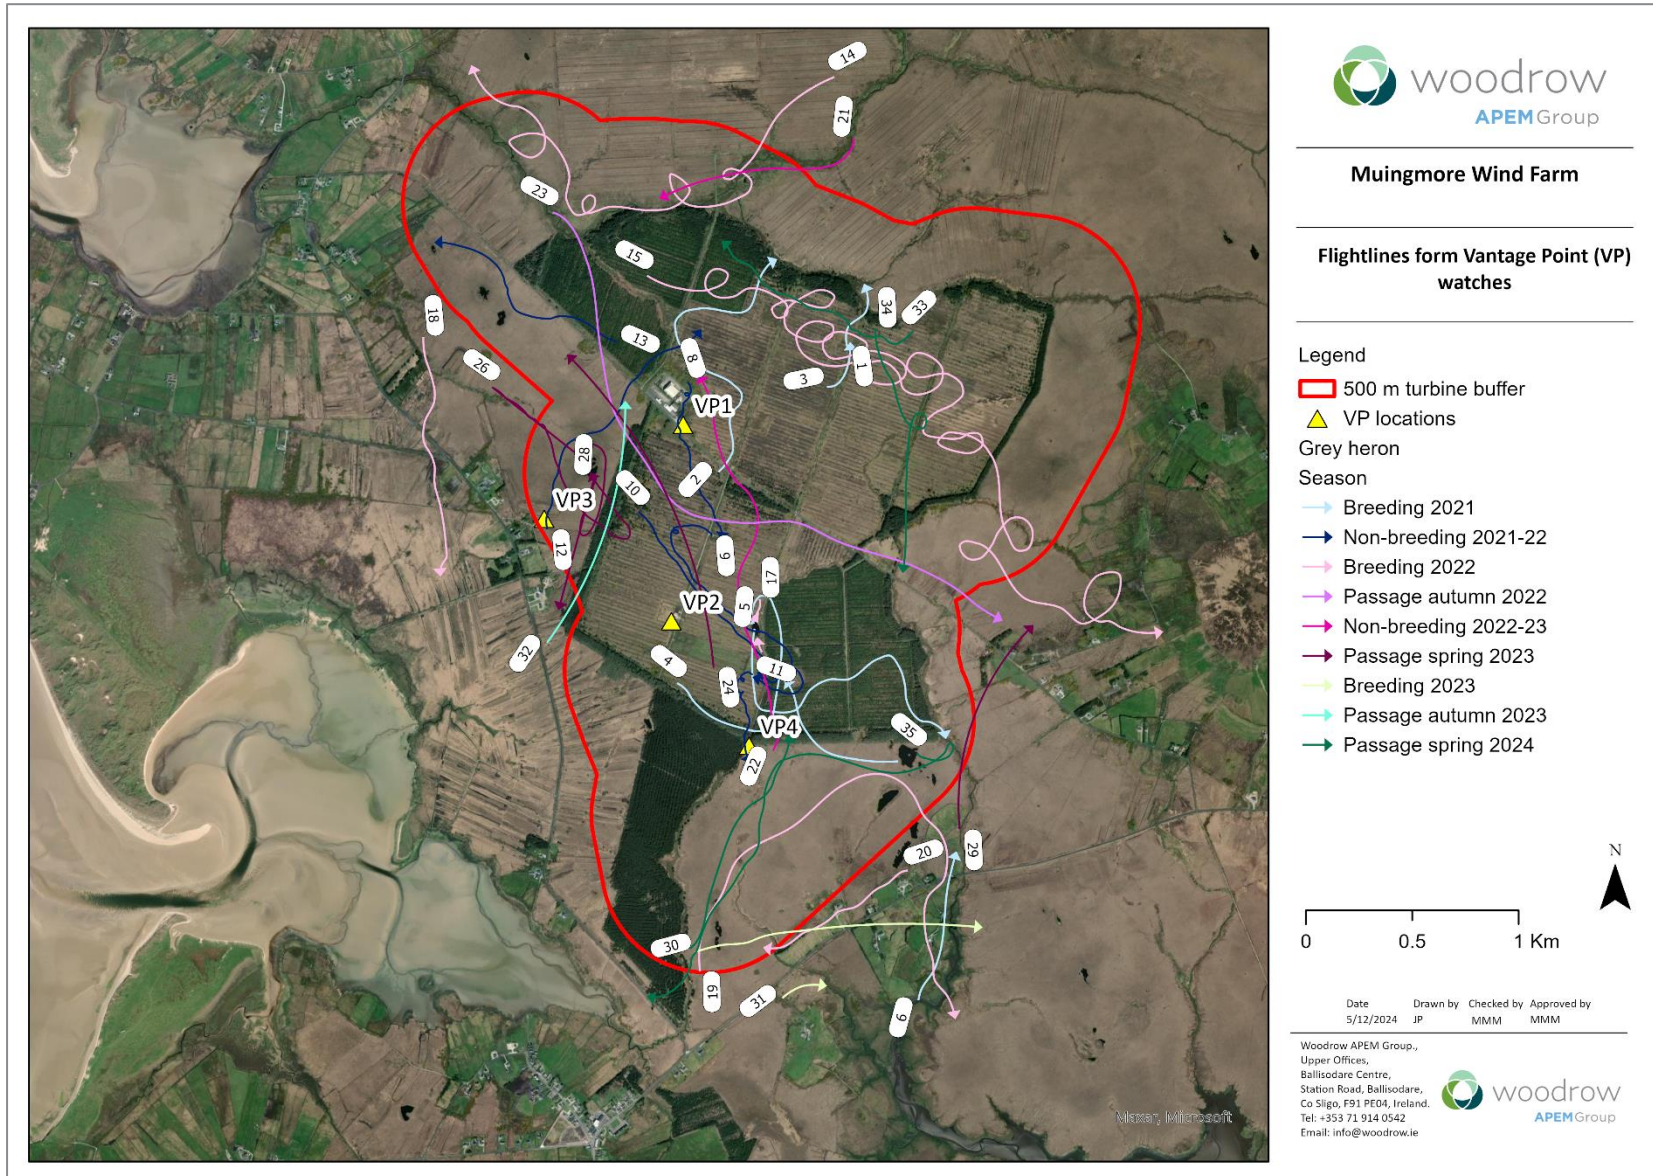 14
21
23
15
18
13
34
33
26
8
3
1
VP1
28
2
10
VP3
12
9
17
5
VP2
32
4
11
24
VP4
35
22
20
29
30
19
31
6
Maxar, Microsoft
woodrow
APEMGroup
Muingmore Wind Farm
Flightlines form Vantage Point (VP)
watches
Legend
500 m turbine buffer
VP locations
Grey heron
Season
Breeding 2021
Non-breeding 2021-22
Breeding 2022
Passage autumn 2022
Non-breeding 2022-23
Passage spring 2023
Breeding 2023
Passage autumn 2023
Passage spring 2024
N
0 0.5 1 Km
Date Drawn by Checked by Approved by
5/12/2024 JP MMM MMM
Woodrow APEM Group.,
Upper Offices,
Ballisodare Centre,
Station Road, Ballisodare,
Co Sligo, F91 PE04, Ireland.
Tel: +353 71 914 0542
Email: info@woodrow.ie
woodrow
APEMGroup